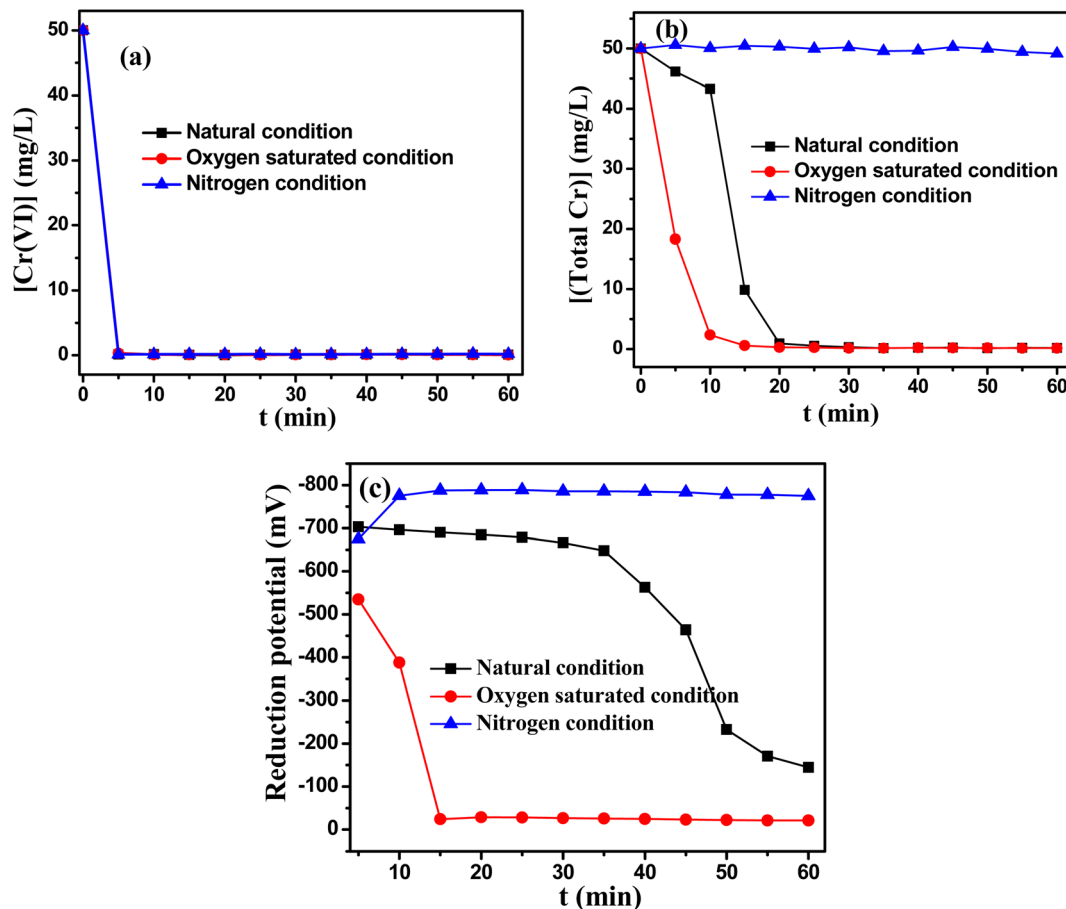 (a)
[Cr(VI)] (mg/L)
50
40
30
20
10
0
Natural condition
Oxygen saturated condition
Nitrogen condition
0 10 20 30 40 50 60
t (min)
(b)
[(Total Cr)] (mg/L)
50
40
30
20
10
0
Natural condition
Oxygen saturated condition
Nitrogen condition
0 10 20 30 40 50 60
t (min)
(c)
Reduction potential (mV)
-800
-700
-600
-500
-400
-300
-200
-100
0
Natural condition
Oxygen saturated condition
Nitrogen condition
10 20 30 40 50 60
t (min)